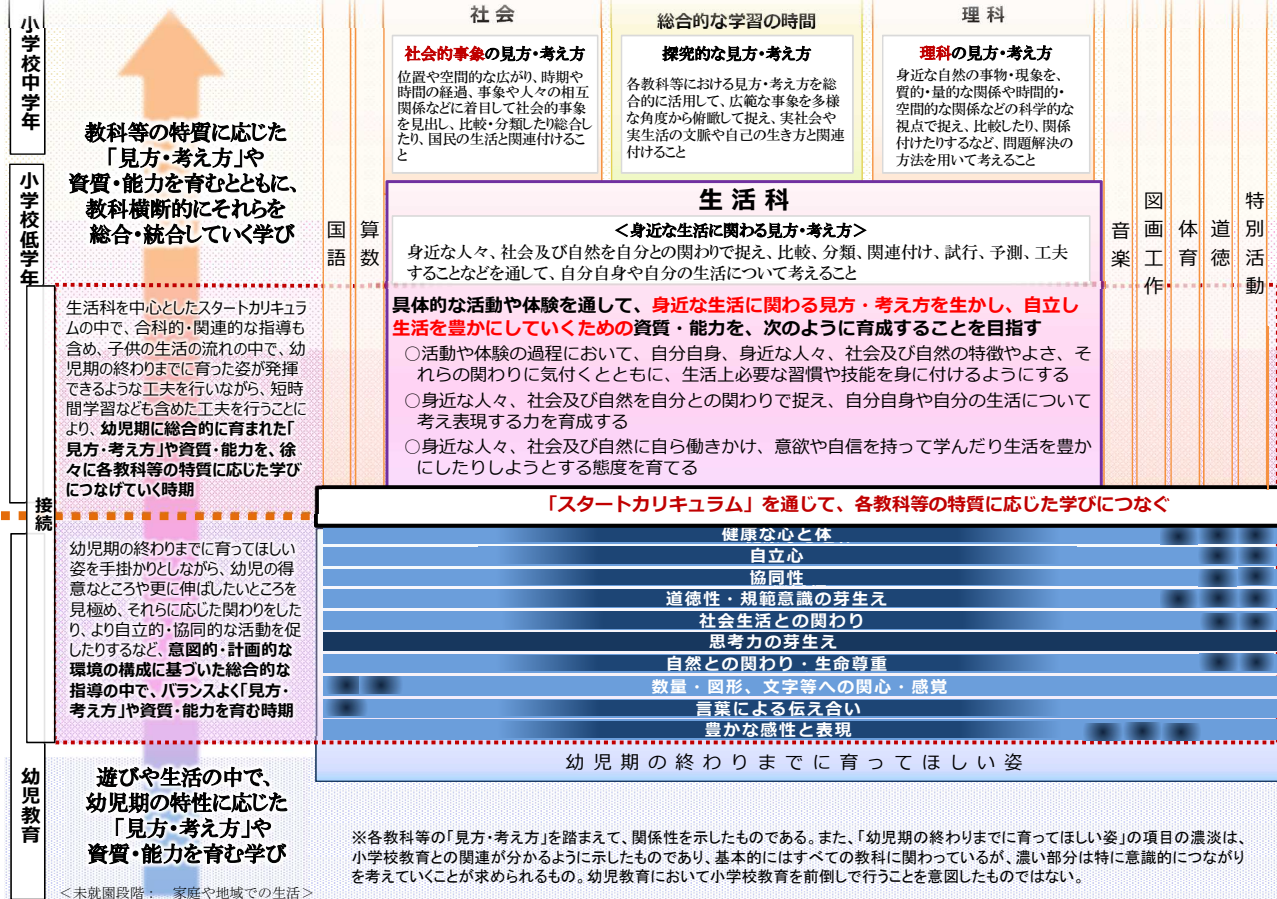 小学校中学年
教科等の特質に応じた
「見方・考え方」や
資質・能力を育むとともに、
教科横断的にそれらを
総合・統合していく学び
社会
社会的事象の見方・考え方
位置や空間的な広がり、時期や
時間の経過、事象や人々の相互
関係などに着目して社会的事象
を見出し、比較・分類したり総合し
たり、国民の生活と関連付けるこ
と
総合的な学習の時間
探究的な見方・考え方
各教科等における見方・考え方を総
合的に活用して、広範な事象を多様
な角度から俯瞰して捉え、実社会や
実生活の文脈や自己の生き方と関連
付けること
理科
理科の見方・考え方
身近な自然の事物・現象を、
質的・量的な関係や時間的・
空間的な関係などの科学的な
視点で捉え、比較したり、関係
付けたりするなど、問題解決の
方法を用いて考えること
小学校低学年
国語
算数
生活科
<身近な生活に関わる見方・考え方>
身近な人々、社会及び自然を自分との関わりで捉え、比較、分類、関連付け、試行、予測、工夫
することなどを通して、自分自身や自分の生活について考えること
音楽
図画工作
体育
道徳
特別活動
具体的な活動や体験を通して、身近な生活に関わる見方・考え方を生かし、自立し
生活を豊かにしていくための資質・能力を、次のように育成することを目指す
○活動や体験の過程において、自分自身、身近な人々、社会及び自然の特徴やよさ、そ
れらの関わりに気付くとともに、生活上必要な習慣や技能を身に付けるようにする
○身近な人々、社会及び自然を自分との関わりで捉え、自分自身や自分の生活について
考え表現する力を育成する
○身近な人々、社会及び自然に自ら働きかけ、意欲や自信を持って学んだり生活を豊か
にしたりしようとする態度を育てる
生活科を中心としたスタートカリキュラ
ムの中で、合科的・関連的な指導も
含め、子供の生活の流れの中で、幼
児期の終わりまでに育った姿が発揮
できるような工夫を行いながら、短時
間学習なども含めた工夫を行うことに
より、幼児期に総合的に育まれた「
見方・考え方」や資質・能力を、徐
々に各教科等の特質に応じた学び
につなげていく時期
接続
「スタートカリキュラム」を通じて、各教科等の特質に応じた学びにつなぐ
幼児期の終わりまでに育ってほしい
姿を手掛かりとしながら、幼児の得
意なところや更に伸ばしたいところを
見極め、それらに応じた関わりをした
り、より自立的・協同的な活動を促
したりするなど、意図的・計画的な
環境の構成に基づいた総合的な
指導の中で、バランスよく「見方・
考え方」や資質・能力を育む時期
健康な心と体
自立心
協同性
道徳性・規範意識の芽生え
社会生活との関わり
思考力の芽生え
自然との関わり・生命尊重
数量・図形、文字等への関心・感覚
言葉による伝え合い
豊かな感性と表現
幼児期の終わりまでに育ってほしい姿
幼児教育
遊びや生活の中で、
幼児期の特性に応じた
「見方・考え方」や
資質・能力を育む学び
<未就園段階: 家庭や地域での生活>
※各教科等の「見方・考え方」を踏まえて、関係性を示したものである。また、「幼児期の終わりまでに育ってほしい姿」の項目の濃淡は、
小学校教育との関連が分かるように示したものであり、基本的にはすべての教科に関わっているが、濃い部分は特に意識的につながり
を考えていくことが求められるもの。幼児教育において小学校教育を前倒しで行うことを意図したものではない。